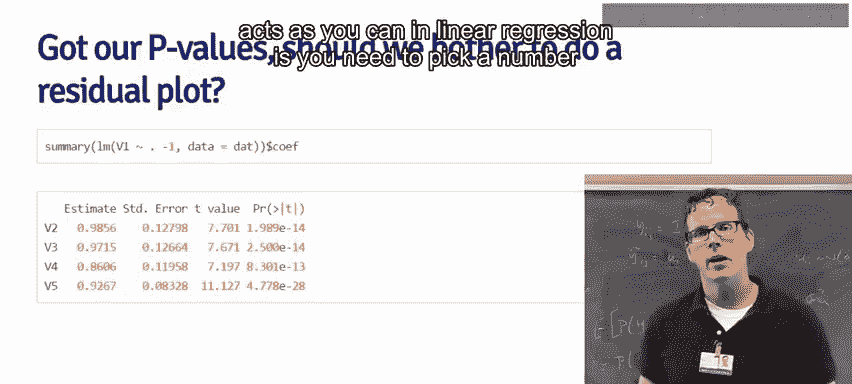 acts as you can in linear regression
is you need to pick a number
Got our P-values, should we bother to do a
residual plot?
summary(lm(V1 ~ . -1, data = dat))$coef
Estimate Std. Error t value Pr(>|t|)
V2 0.9856 0.12798 7.701 1.989e-14
V3 0.9715 0.12664 7.671 2.500e-14
V4 0.8606 0.11958 7.197 8.301e-13
V5 0.9267 0.08328 11.127 4.778e-28